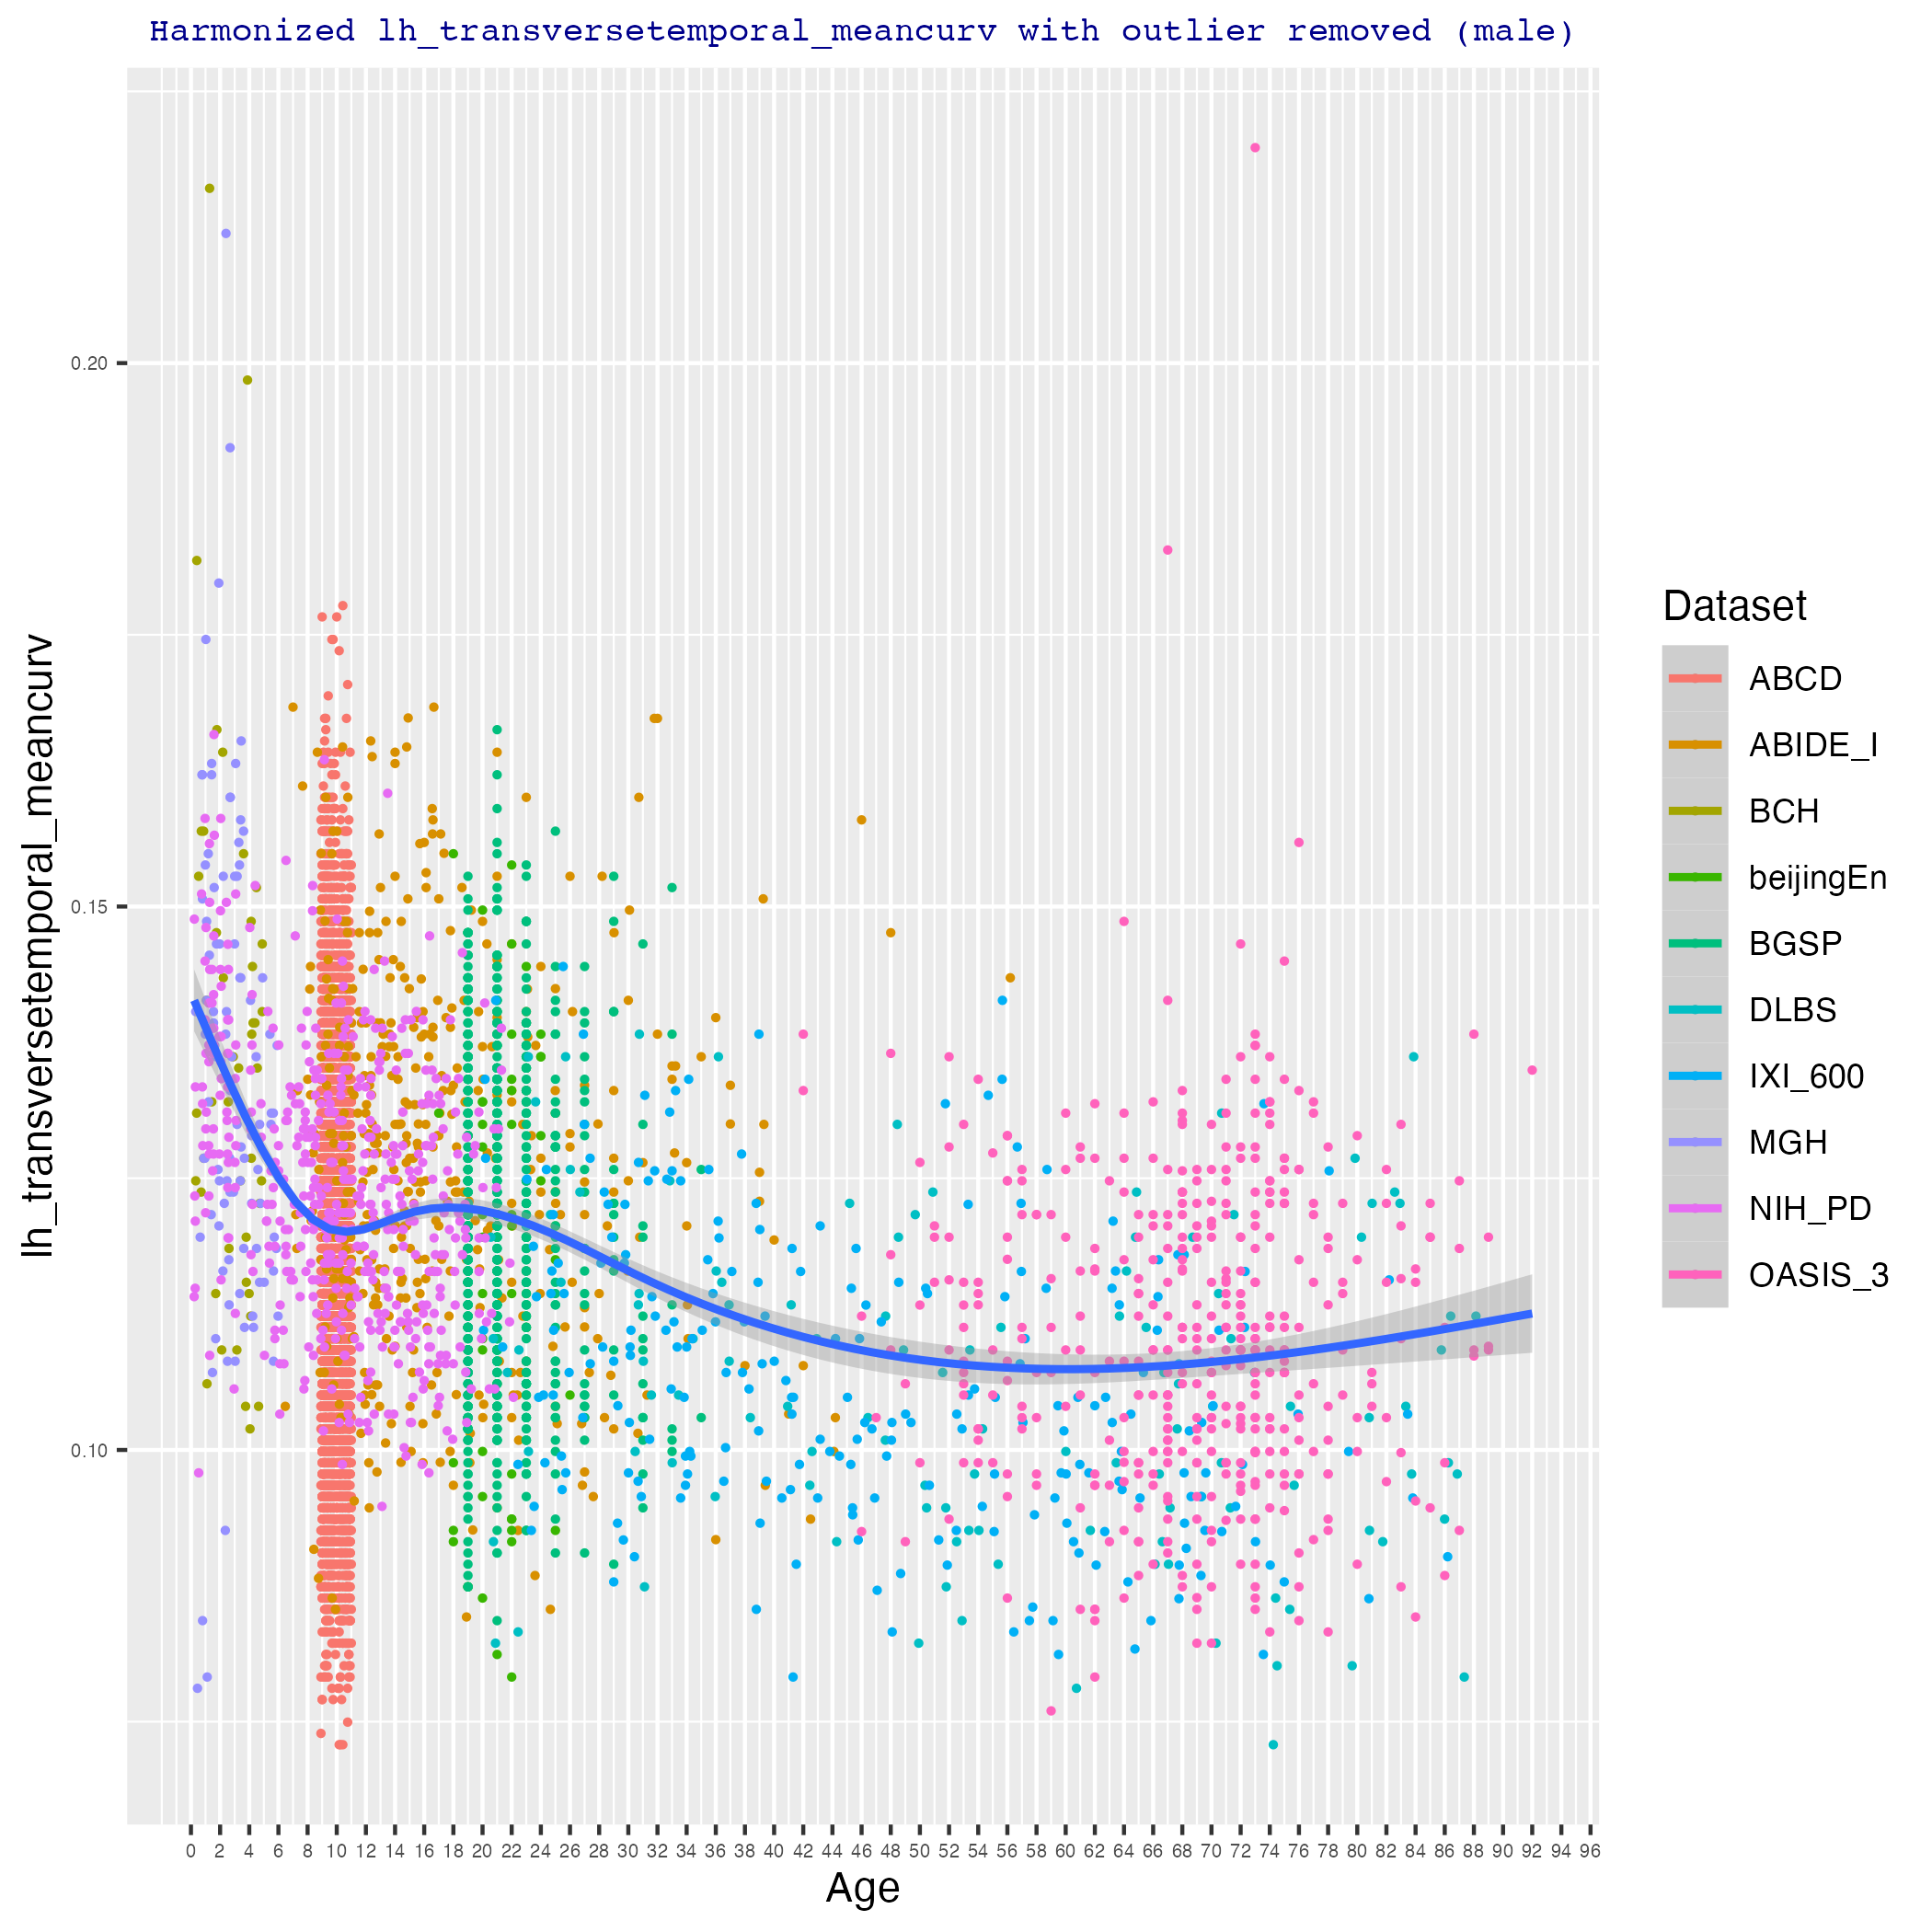 Harmonized lh_transversetemporal_meancurv with outlier removed (male)
lh_transversetemporal_meancurv
0.20
0.15
0.10
0 2 4 6 8 10 12 14 16 18 20 22 24 26 28 30 32 34 36 38 40 42 44 46 48 50 52 54 56 58 60 62 64 66 68 70 72 74 76 78 80 82 84 86 88 90 92 94 96
Age
Dataset
ABCD
ABIDE_I
BCH
beijingEn
BGSP
DLBS
IXI_600
MGH
NIH_PD
OASIS_3